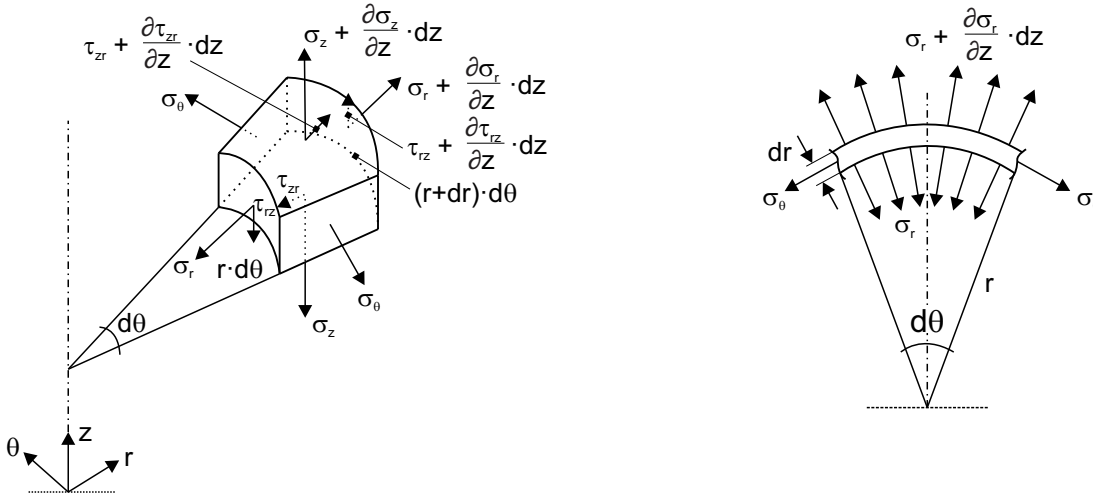 τzr + ∂τzr/∂z ·dz
σz + ∂σz/∂z ·dz
σr + ∂σr/∂z ·dz
σθ
τrz + ∂τrz/∂z ·dz
(r+dr)·dθ
τzr
τrz
σr
r·dθ
σθ
σz
dθ
θ
z
r
σr + ∂σr/∂z ·dz
dr
σθ
σ
σr
r
dθ